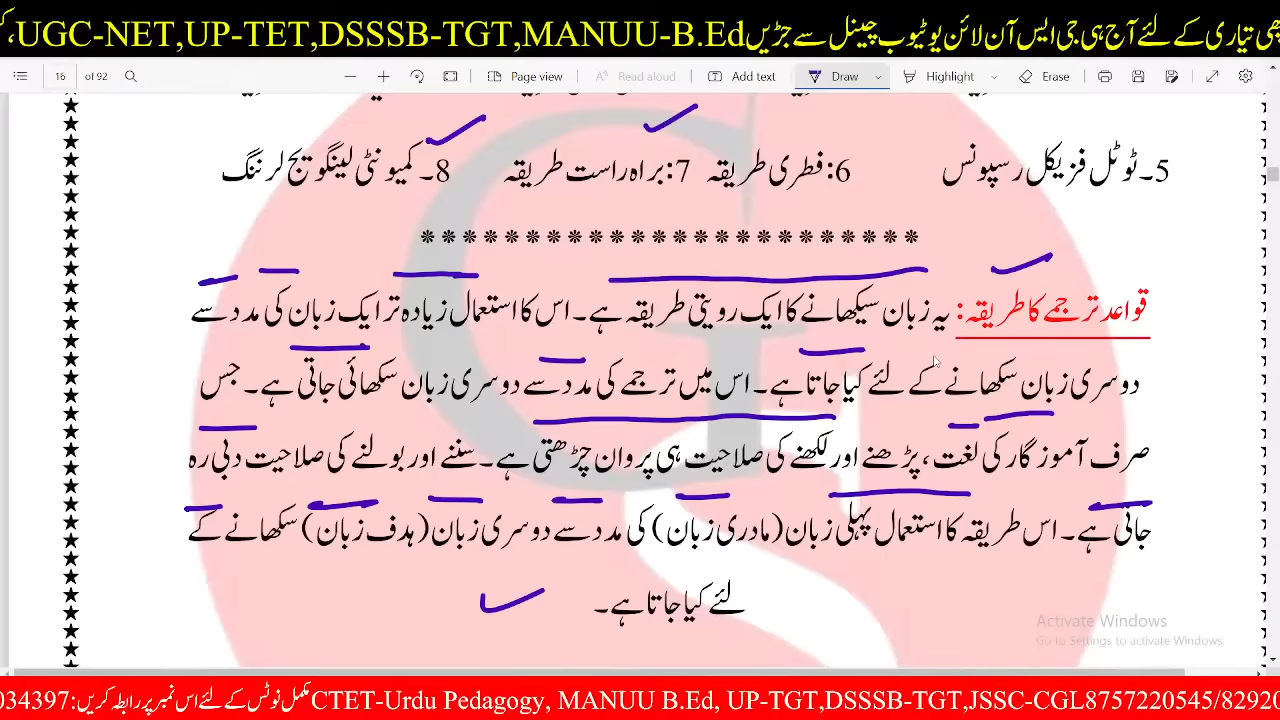 چھی تیاری کے لئے آج ہی جی ایس آن لائن یوٹیوب چینل سے جڑیں UGC-NET,UP-TET,DSSSB-TGT,MANUU-B.Ed،
16 of 92 Page view Read aloud Add text Draw Highlight Erase
5۔ٹوٹل فزیکل رسپونس 6: فطری طریقہ 7: براہ راست طریقہ 8۔کمیونٹی لینگویج لرننگ
* * * * * * * * * * * * * * * * * * * * * * * *
قواعد ترجمے کا طریقہ: یہ زبان سیکھانے کا ایک رویتی طریقہ ہے۔ اس کا استعمال زیادہ تر ایک زبان کی مدد سے
دوسری زبان سکھانے کے لئے کیا جاتا ہے۔ اس میں ترجمے کی مدد سے دوسری زبان سکھائی جاتی ہے۔ جس
صرف آموزگار کی لغت، پڑھنے اور لکھنے کی صلاحیت ہی پروان چڑھتی ہے۔ سننے اور بولنے کی صلاحیت دبی رہ
جاتی ہے۔ اس طریقہ کا استعمال پہلی زبان (مادری زبان) کی مدد سے دوسری زبان (ہدف زبان) سکھانے کے
لئے کیا جاتا ہے۔
Activate Windows
Go to Settings to activate Windows.
034397: مکمل نوٹس کے لئے اس نمبر پر رابطہ کریں CTET-Urdu Pedagogy, MANUU B.Ed, UP-TGT,DSSSB-TGT,JSSC-CGL8757220545/82920